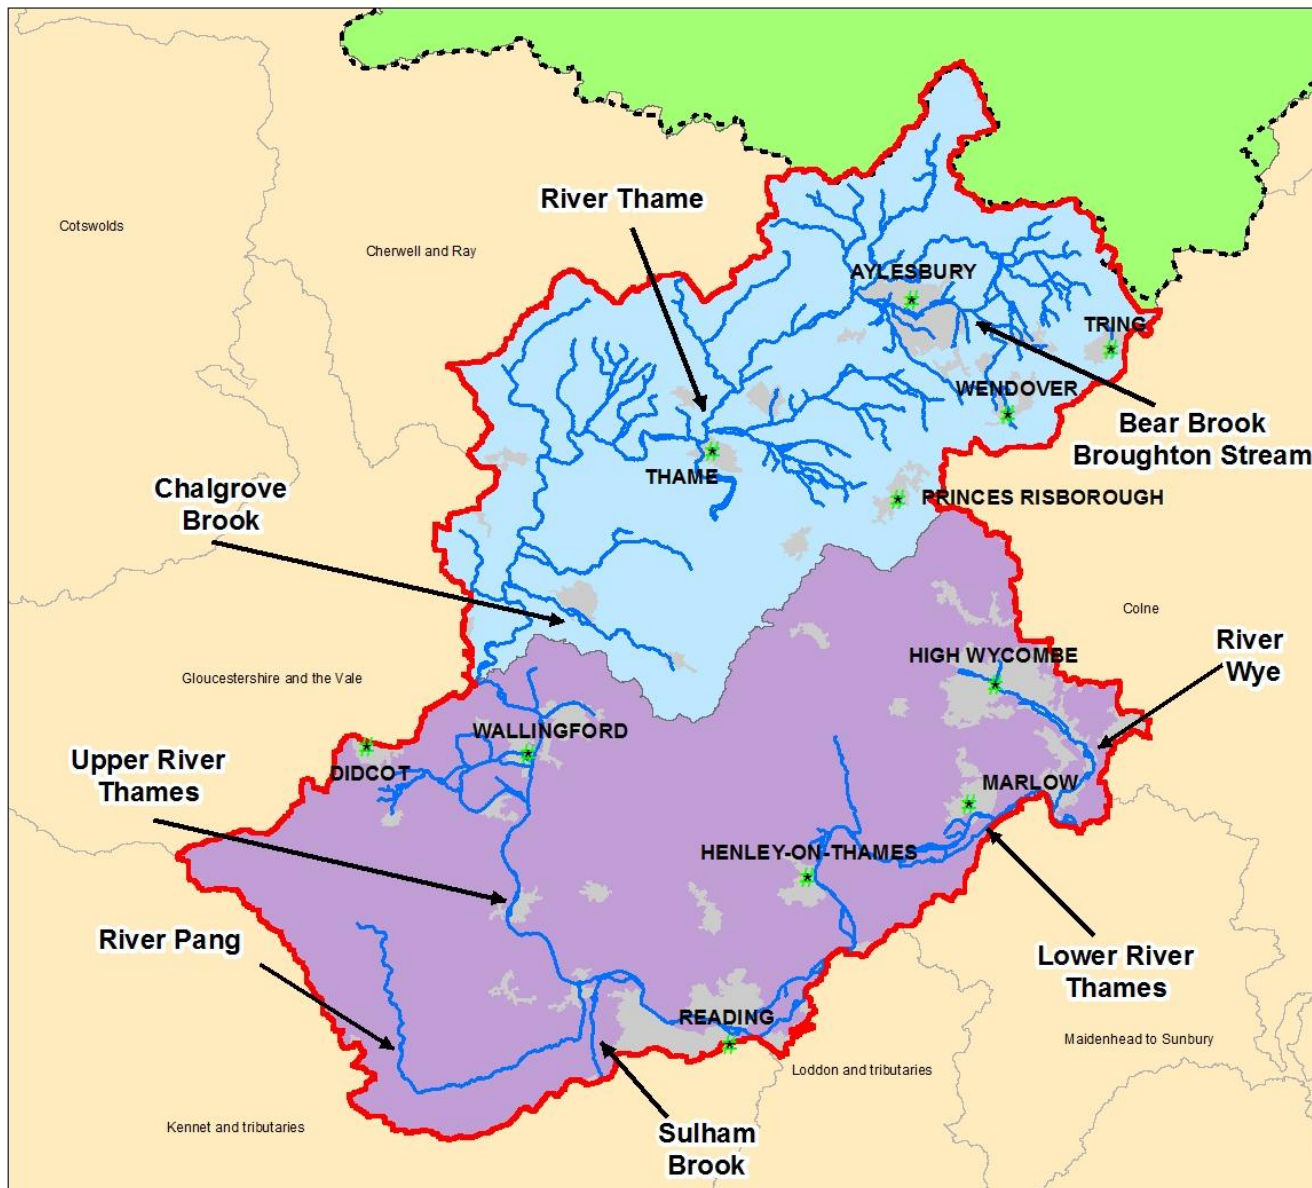 River Thame
Cotswolds
Cherwell and Ray
AYLESBURY
TRING
WENDOVER
Bear Brook
Broughton Stream
THAME
PRINCES RISBOROUGH
Chalgrove
Brook
Colne
River
Wye
HIGH WYCOMBE
Gloucestershire and the Vale
WALLINGFORD
DIDCOT
Upper River
Thames
MARLOW
HENLEY-ON-THAMES
River Pang
Lower River
Thames
READING
Maidenhead to Sunbury
Loddon and tributaries
Kennet and tributaries
Sulham
Brook